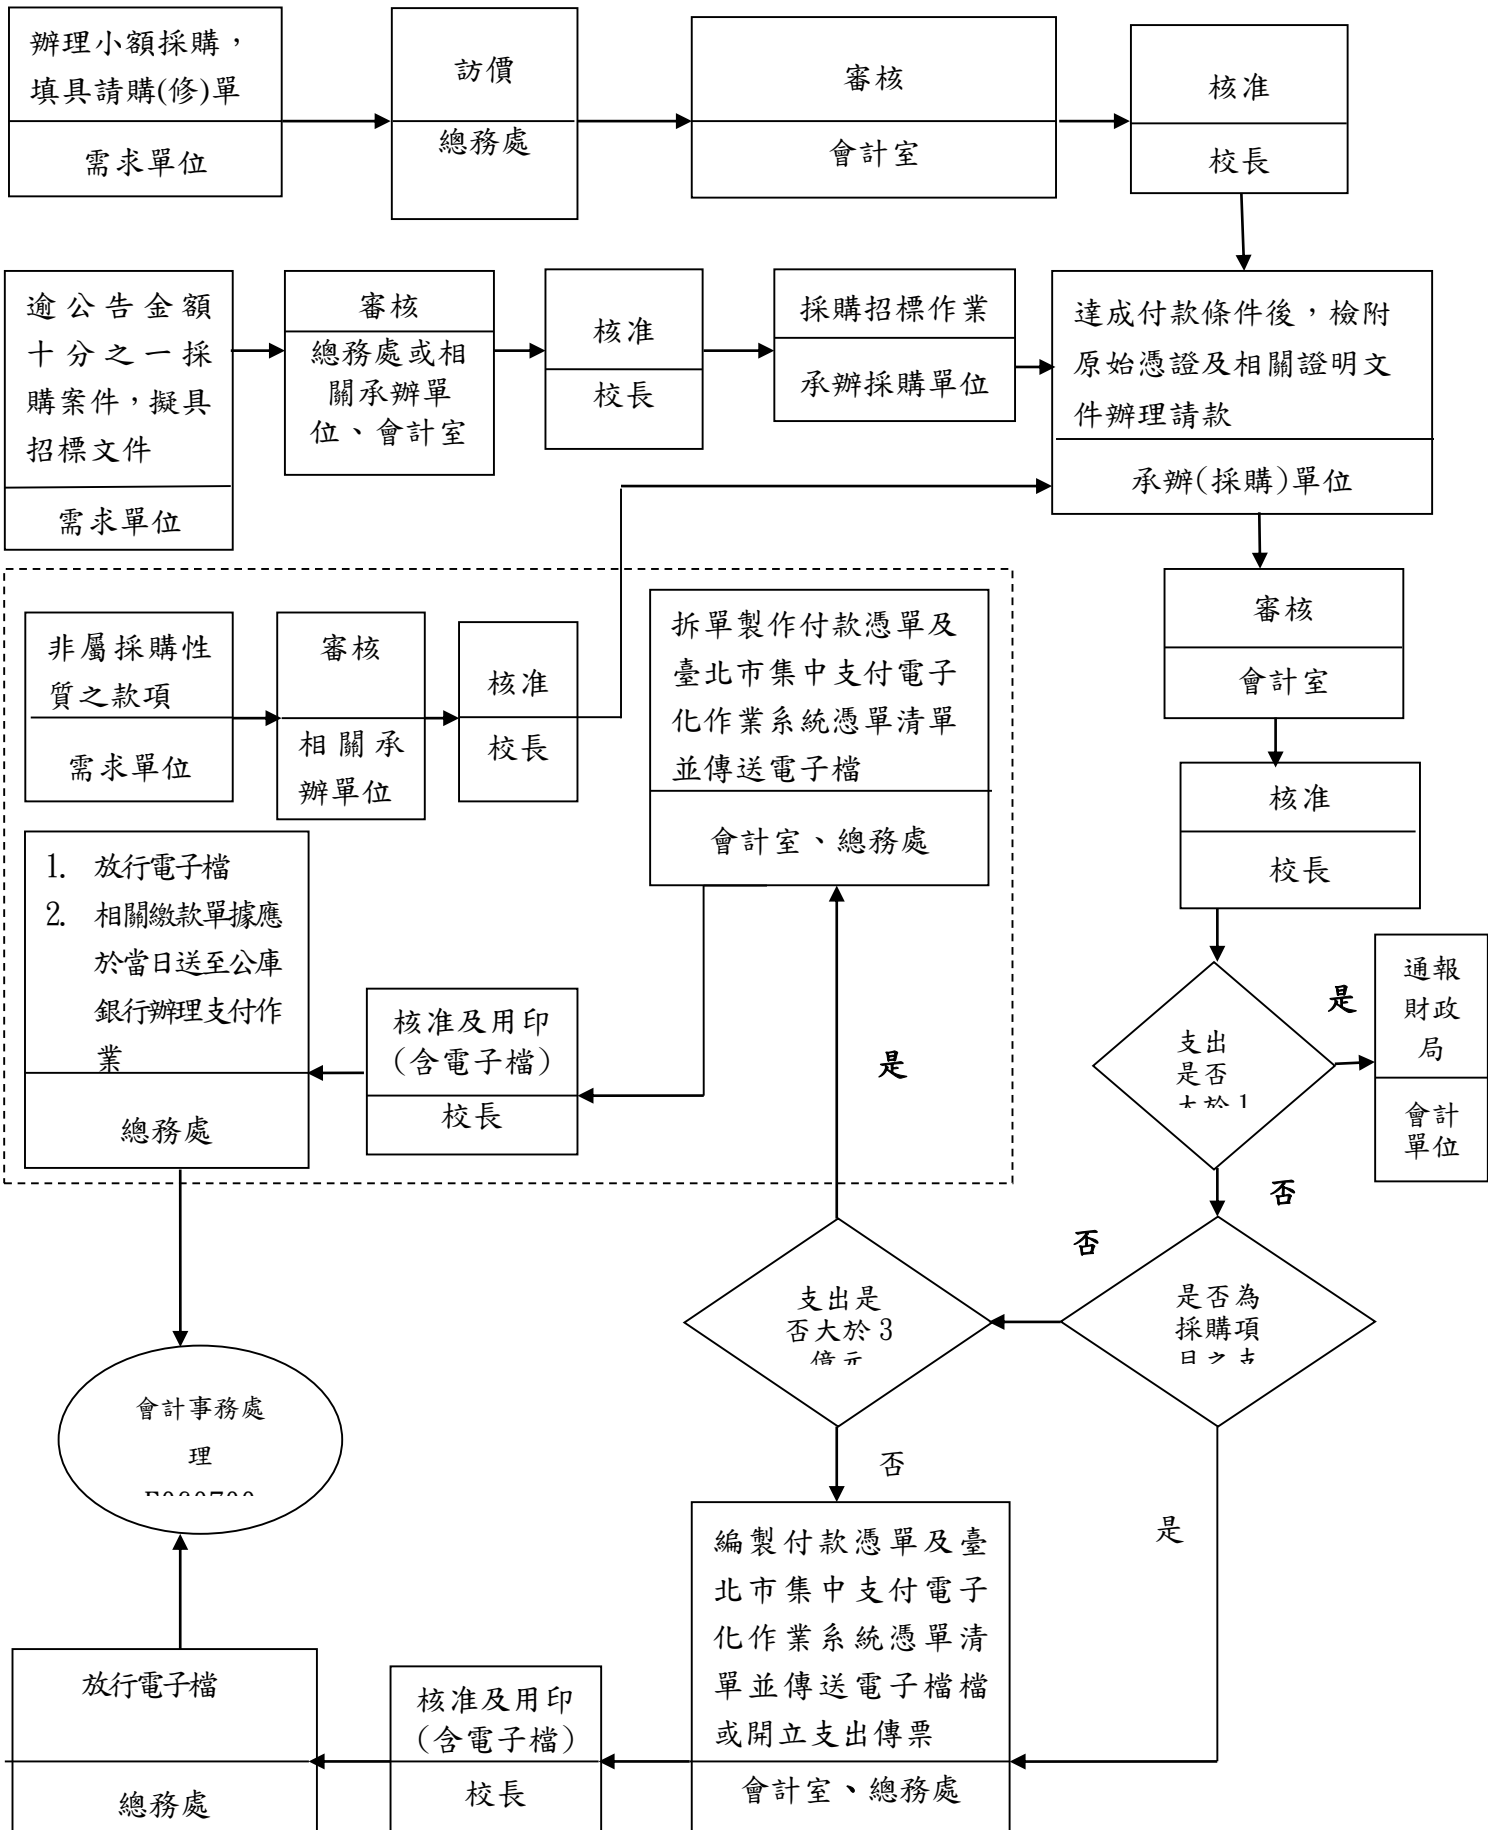 辦理小額採購，
填具請購(修)單
需求單位
訪價
總務處
審核
會計室
核准
校長
逾公告金額
十分之一採
購案件，擬具
招標文件
需求單位
審核
總務處或相
關承辦單
位、會計室
核准
校長
採購招標作業
承辦採購單位
達成付款條件後，檢附
原始憑證及相關證明文
件辦理請款
承辦(採購)單位
非屬採購性
質之款項
需求單位
審核
相關承
辦單位
核准
校長
拆單製作付款憑單及
臺北市集中支付電子
化作業系統憑單清單
並傳送電子檔
會計室、總務處
審核
會計室
核准
校長
1. 放行電子檔
2. 相關繳款單據應
於當日送至公庫
銀行辦理支付作
業
總務處
核准及用印
(含電子檔)
校長
是
支出
是否
大於1
是
通報
財政
局
會計
單位
否
否
支出是
否大於3
億元
是否為
採購項
目之支
會計事務處
理
否
是
編製付款憑單及臺
北市集中支付電子
化作業系統憑單清
單並傳送電子檔檔
或開立支出傳票
會計室、總務處
核准及用印
(含電子檔)
校長
放行電子檔
總務處